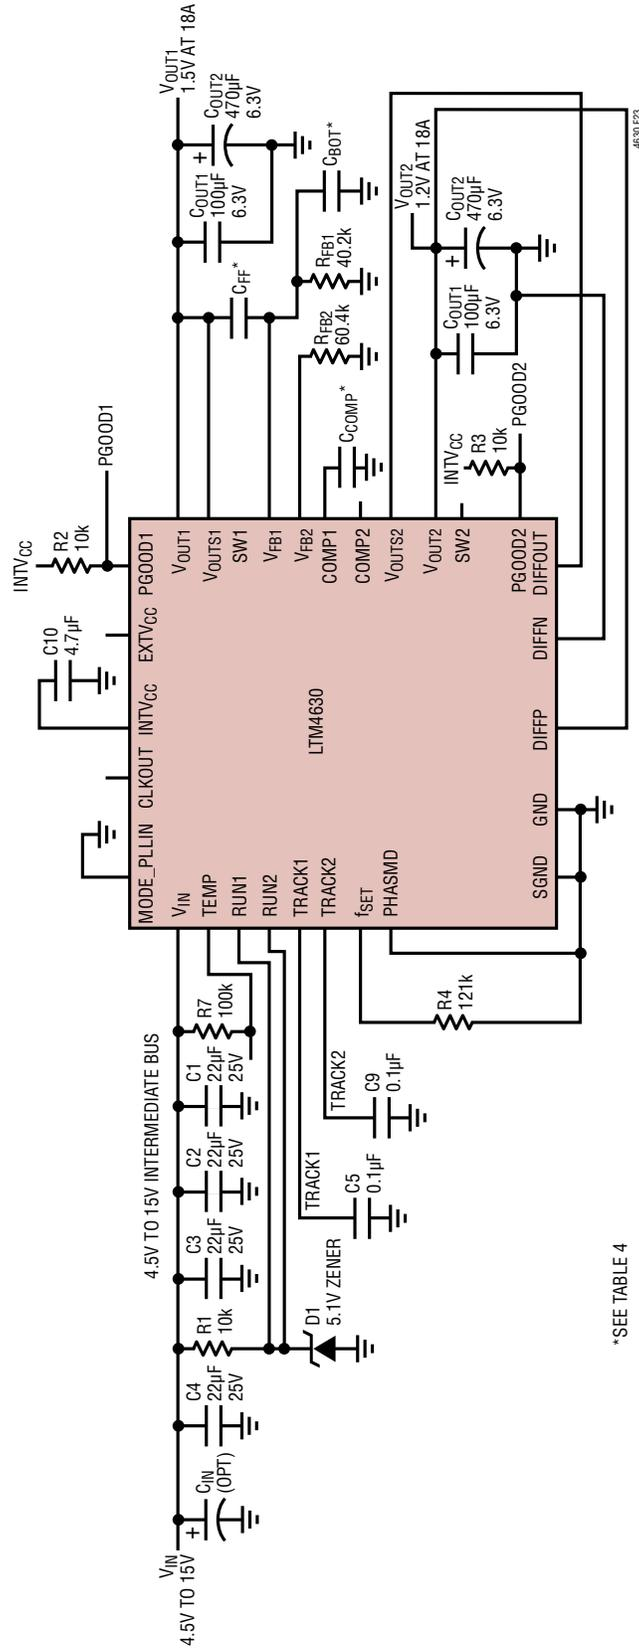 INTVCC
R2
10k
PGOOD1
C10
4.7µF
MODE_PLLIN
CLKOUT
INTVCC
EXTVCC
PGOOD1
VIN
4.5V TO 15V
4.5V TO 15V INTERMEDIATE BUS
CIN
(OPT)
+
C4
22µF
25V
R1
10k
C3
22µF
25V
C2
22µF
25V
C1
22µF
25V
R7
100k
D1
5.1V ZENER
TRACK1
C5
0.1µF
TRACK2
C9
0.1µF
R4
121k
VIN
TEMP
RUN1
RUN2
TRACK1
TRACK2
fSET
PHASMD
LTM4630
VOUT1
VOUTS1
SW1
VFB1
VFB2
COMP1
COMP2
VOUTS2
VOUT2
SW2
PGOOD2
SGND
GND
DIFFP
DIFFN
DIFFOUT
VOUT1
1.5V AT 18A
COUT1
100µF
6.3V
+
COUT2
470µF
6.3V
CFF*
RFB1
40.2k
CBOT*
RFB2
60.4k
CCOMP*
INTVCC
R3
10k
PGOOD2
VOUT2
1.2V AT 18A
COUT1
100µF
6.3V
+
COUT2
470µF
6.3V
*SEE TABLE 4
4630 F23